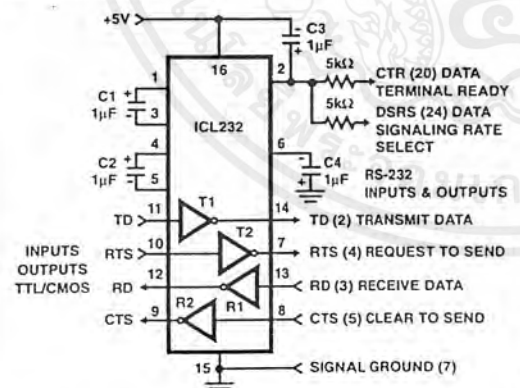 +5V
C3
1μF
-
+
16
1
2
5kΩ
CTR (20) DATA
TERMINAL READY
C1
1μF
+
-
3
ICL232
5kΩ
DSRS (24) DATA
SIGNALING RATE
SELECT
4
6
C2
1μF
+
-
5
-
+
C4
1μF
RS-232
INPUTS & OUTPUTS
TD
11
T1
14
TD (2) TRANSMIT DATA
INPUTS
OUTPUTS
TTL/CMOS
RTS
10
T2
7
RTS (4) REQUEST TO SEND
RD
12
R1
13
RD (3) RECEIVE DATA
CTS
9
R2
8
CTS (5) CLEAR TO SEND
15
SIGNAL GROUND (7)